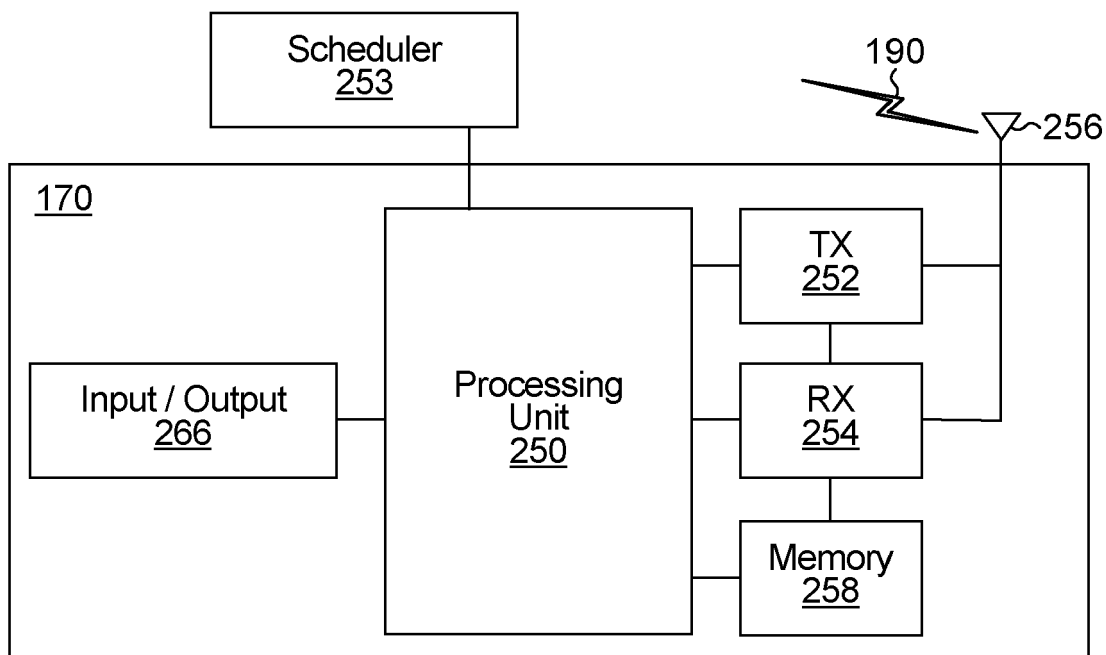 Scheduler
253
190
256
170
TX
252
Input / Output
266
Processing
Unit
250
RX
254
Memory
258